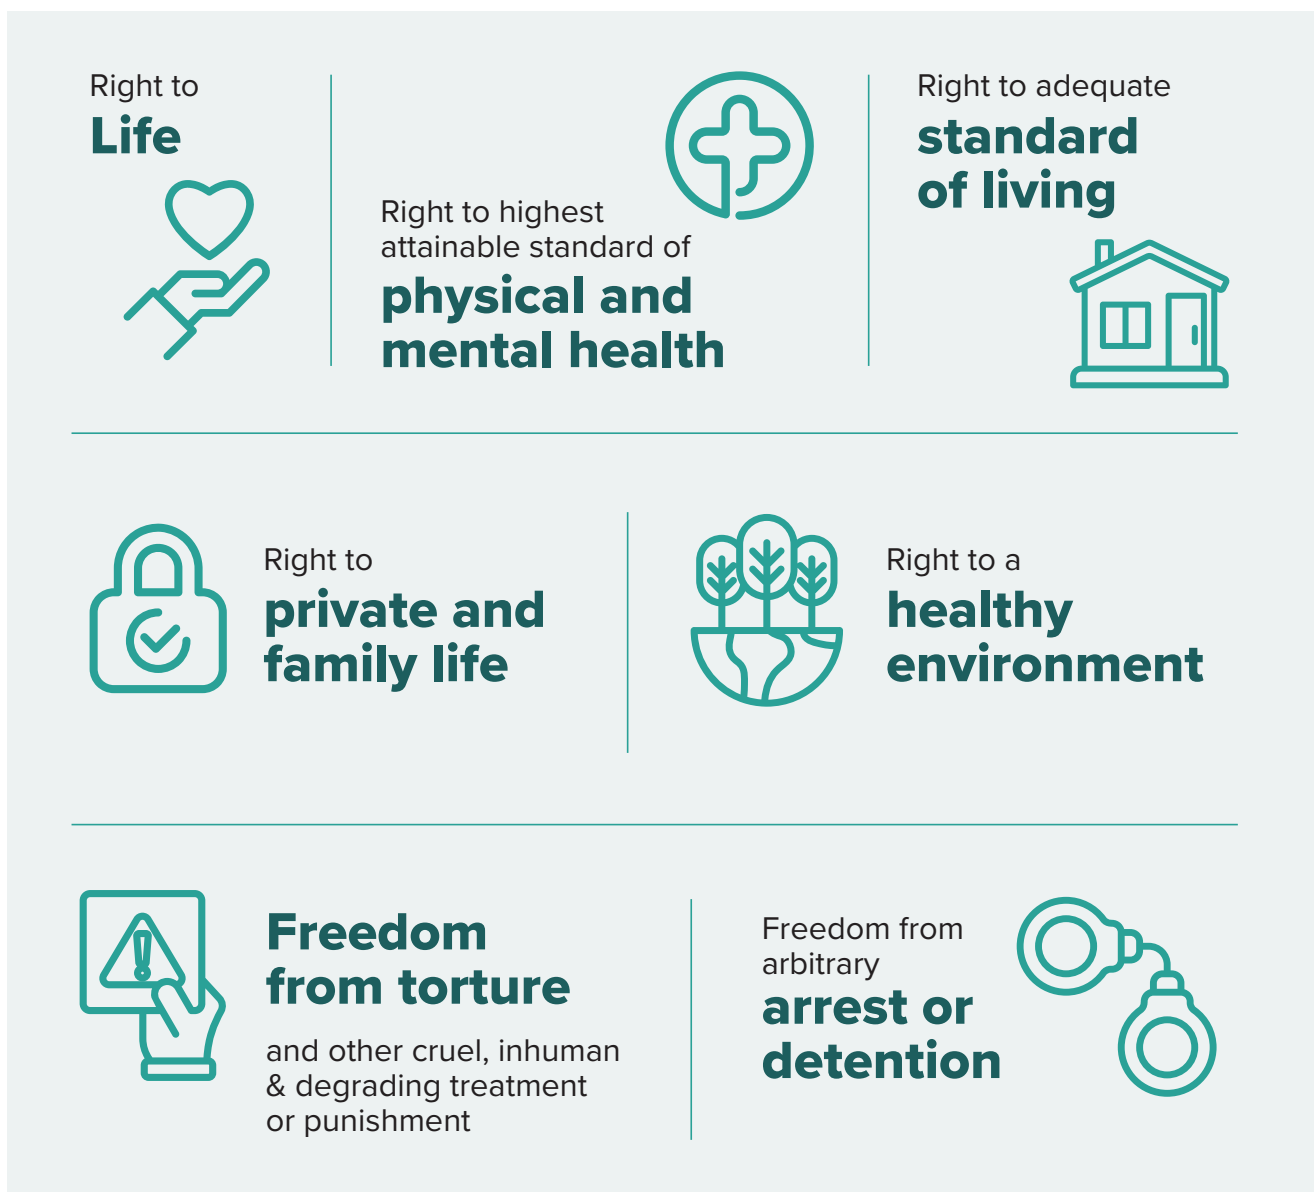 Right to
Life
Right to highest
attainable standard of
physical and
mental health
Right to adequate
standard
of living
Right to
private and
family life
Right to a
healthy
environment
Freedom
from torture
and other cruel, inhuman
& degrading treatment
or punishment
Freedom from
arbitrary
arrest or
detention